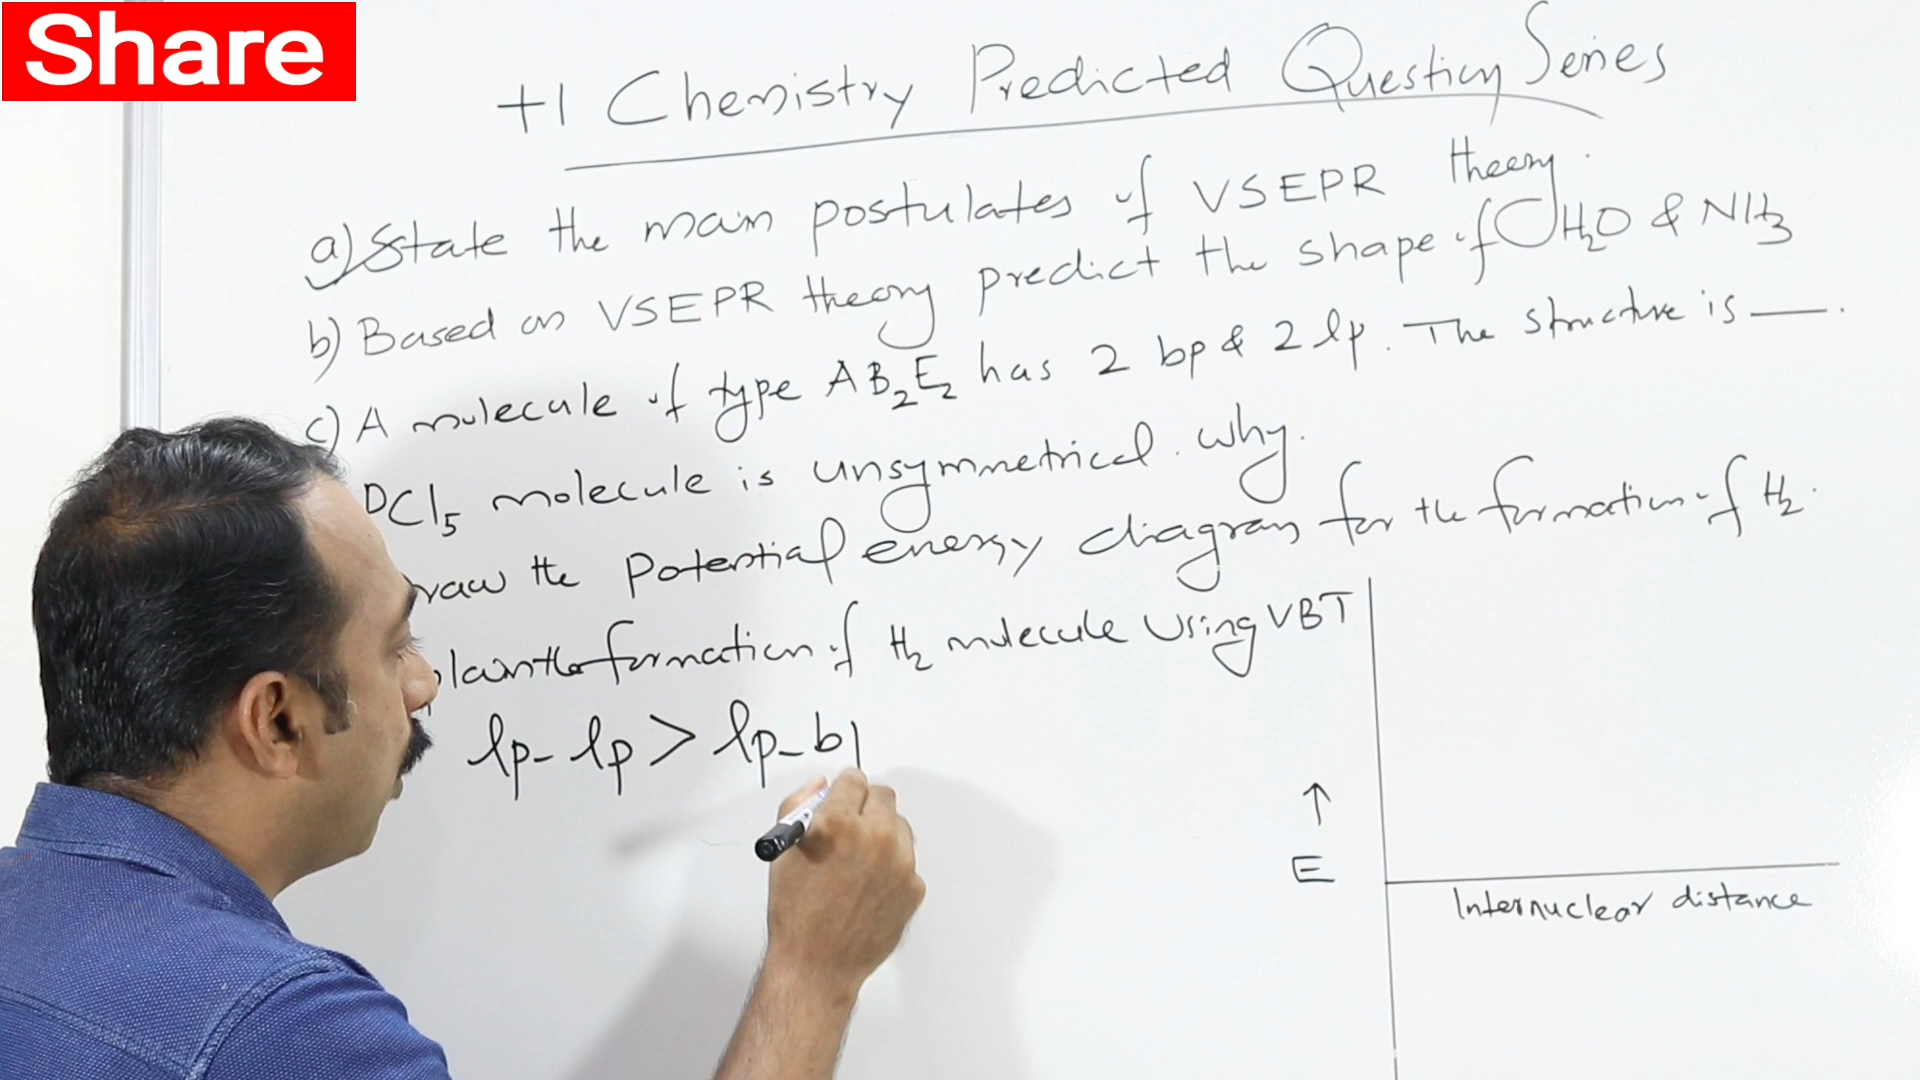 Share
+1 Chemistry Predicted Question Series
a) State the main postulates of VSEPR theory.
b) Based on VSEPR theory predict the shape of H2O & NH3
c) A molecule of type AB2E2 has 2 bp & 2 lp. The structure is ___.
PCl5 molecule is unsymmetrical. why.
raw the Potential energy diagram for the formation of H2.
plain the formation of H2 molecule using VBT
lp - lp > lp - b
↑
E
Internuclear distance